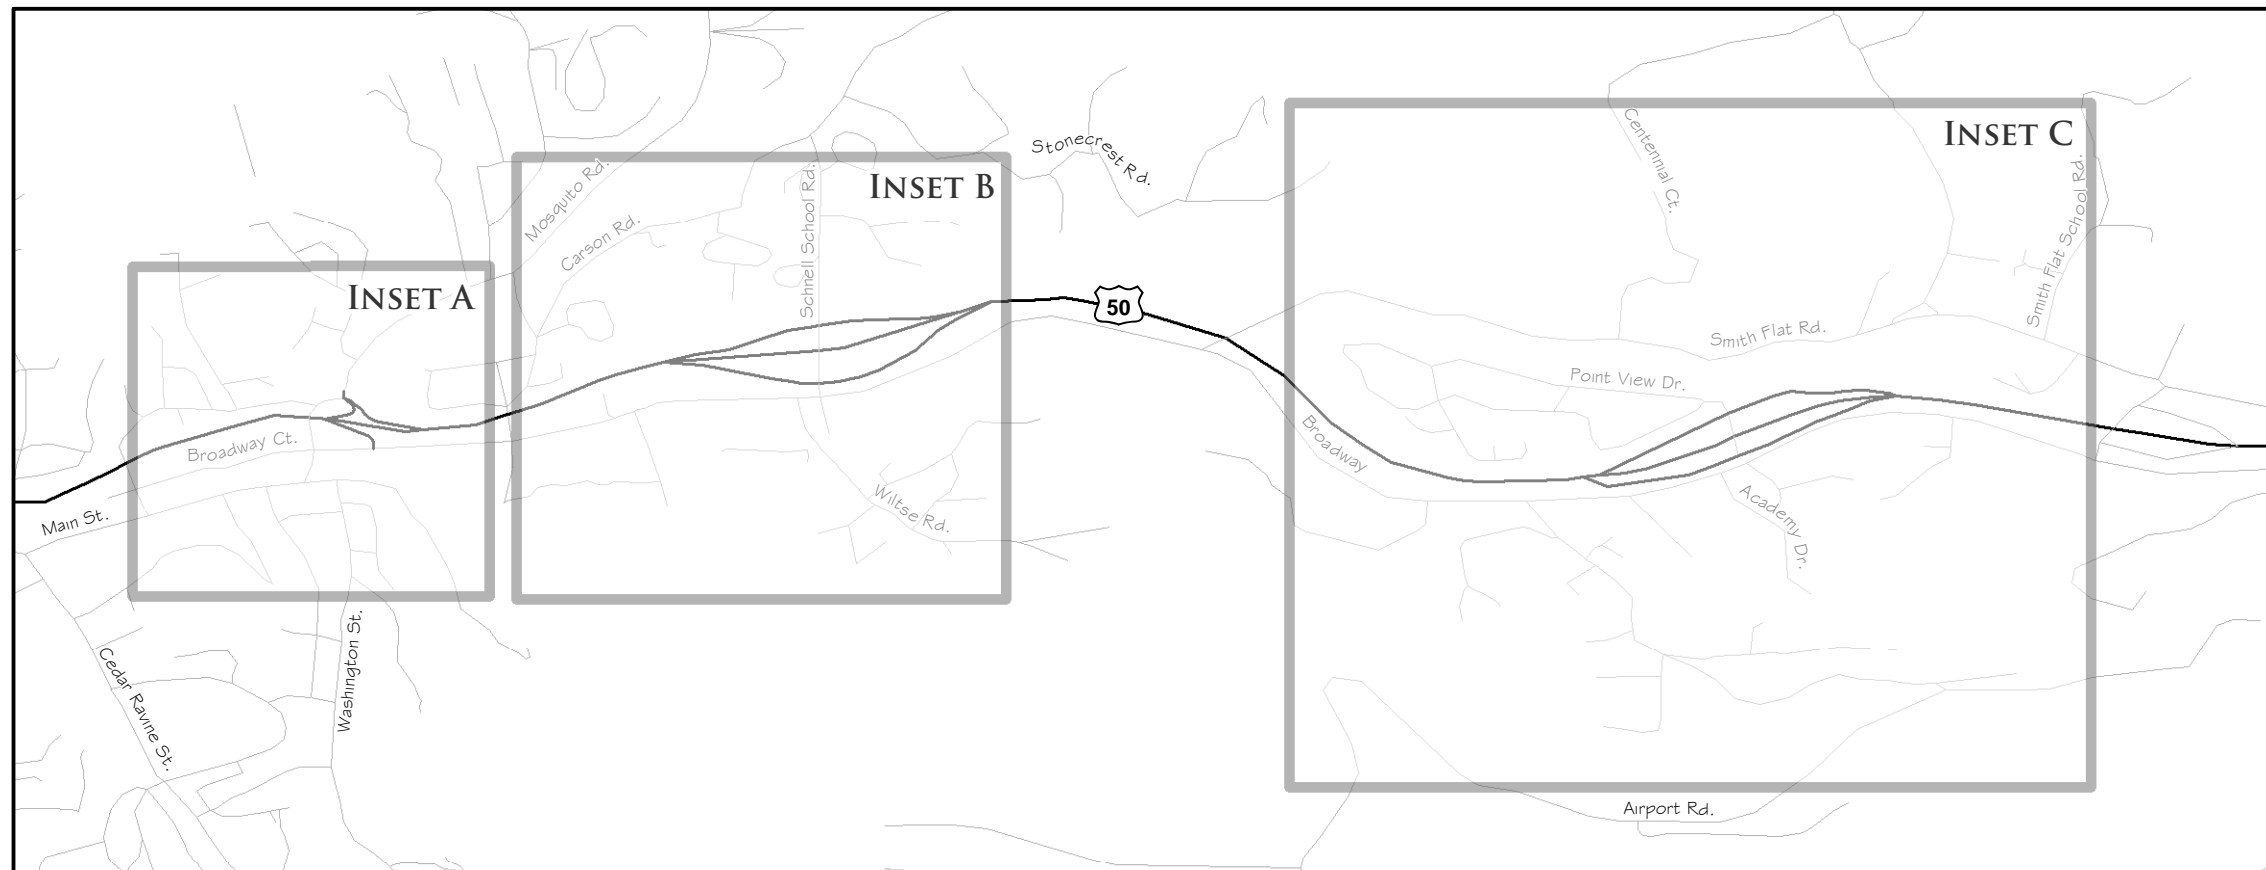 INSET A
INSET B
INSET C
Mosquito Rd.
Carson Rd.
Schnell School Rd.
Stonecrest Rd.
50
Centennial Ct.
Smith Flat School Rd.
Smith Flat Rd.
Point View Dr.
Broadway Ct.
Broadway
Main St.
Wiltse Rd.
Academy Dr.
Cedar Ravine St.
Washington St.
Airport Rd.